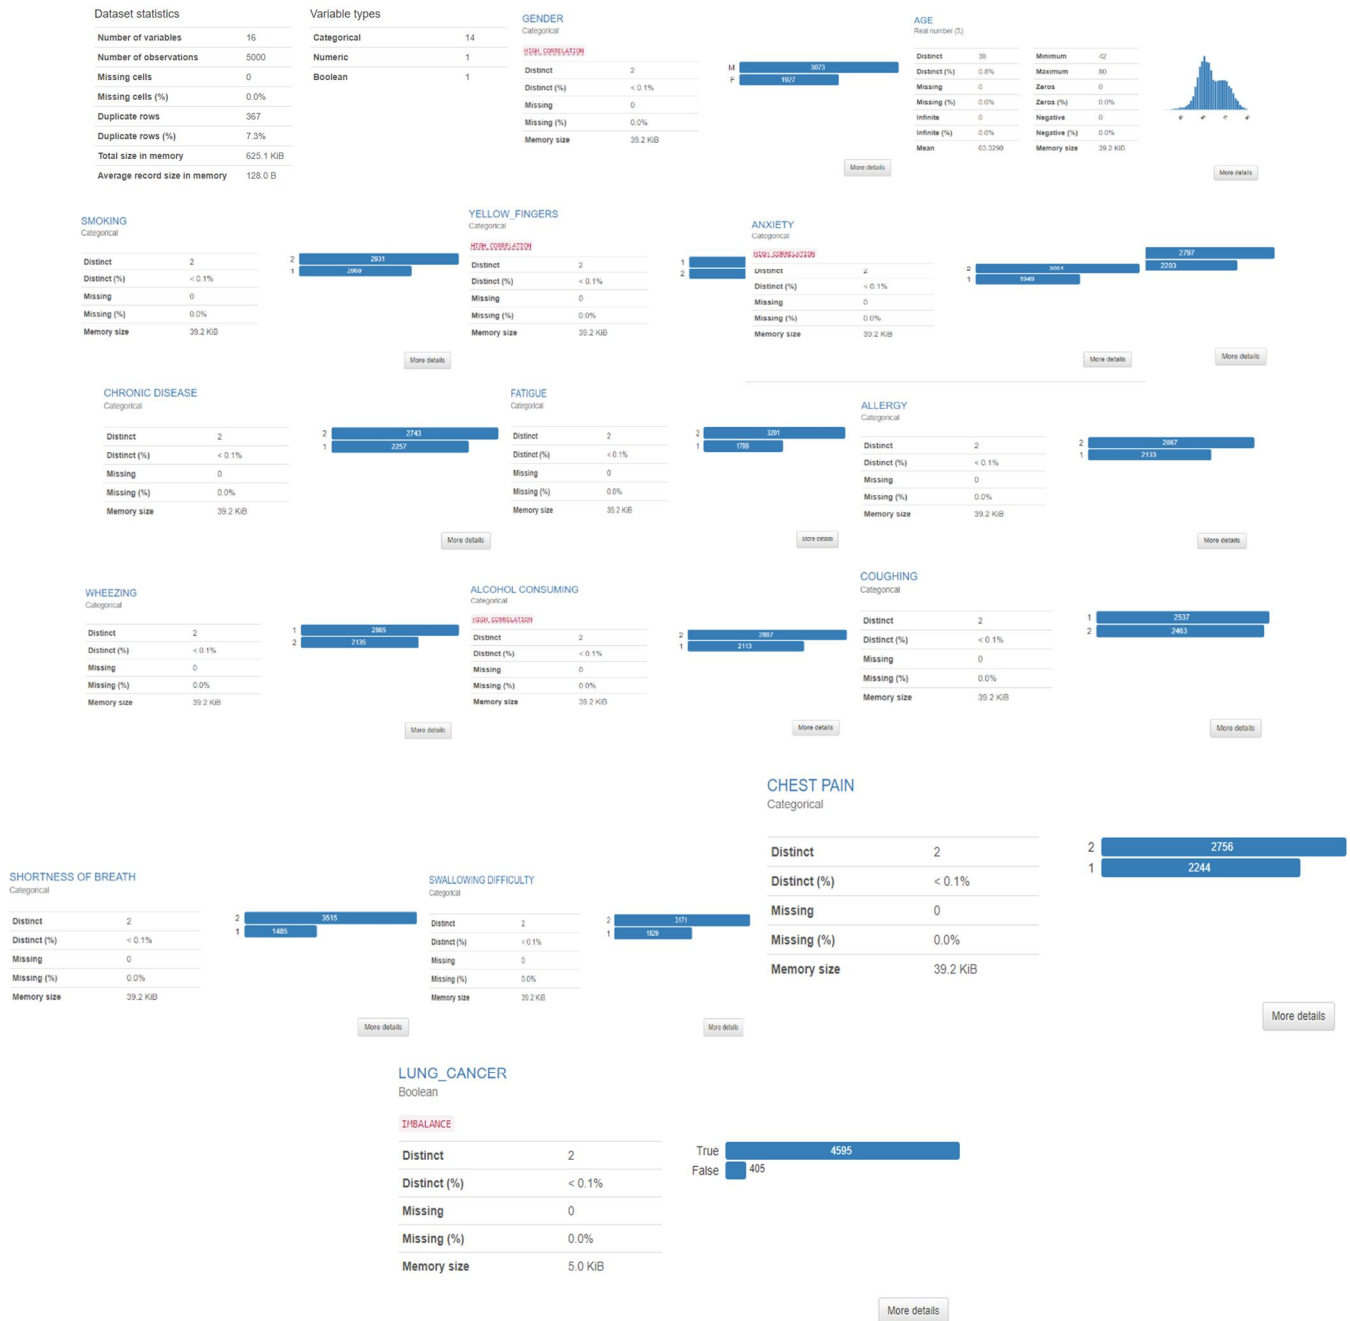 Dataset statistics
Number of variables 16
Number of observations 5000
Missing cells 0
Missing cells (%) 0.0%
Duplicate rows 367
Duplicate rows (%) 7.3%
Total size in memory 625.1 KiB
Average record size in memory 128.0 B
Variable types
Categorical 14
Numeric 1
Boolean 1
GENDER
Categorical
HIGH CORRELATION
Distinct 2
Distinct (%) < 0.1%
Missing 0
Missing (%) 0.0%
Memory size 39.2 KiB
M 3073
F 1927
More details
AGE
Real number (ℝ)
Distinct 38
Distinct (%) 0.8%
Missing 0
Missing (%) 0.0%
Infinite 0
Infinite (%) 0.0%
Mean 63.3298
Minimum 42
Maximum 80
Zeros 0
Zeros (%) 0.0%
Negative 0
Negative (%) 0.0%
Memory size 39.2 KiB
More details
SMOKING
Categorical
Distinct 2
Distinct (%) < 0.1%
Missing 0
Missing (%) 0.0%
Memory size 39.2 KiB
2 2931
1 2069
More details
YELLOW_FINGERS
Categorical
HIGH CORRELATION
Distinct 2
Distinct (%) < 0.1%
Missing 0
Missing (%) 0.0%
Memory size 39.2 KiB
1
2
ANXIETY
Categorical
HIGH CORRELATION
Distinct 2
Distinct (%) < 0.1%
Missing 0
Missing (%) 0.0%
Memory size 39.2 KiB
2 3051
1 1949
More details
2797
2203
More details
CHRONIC DISEASE
Categorical
Distinct 2
Distinct (%) < 0.1%
Missing 0
Missing (%) 0.0%
Memory size 39.2 KiB
2 2743
1 2257
More details
FATIGUE
Categorical
Distinct 2
Distinct (%) < 0.1%
Missing 0
Missing (%) 0.0%
Memory size 39.2 KiB
2 3201
1 1799
More details
ALLERGY
Categorical
Distinct 2
Distinct (%) < 0.1%
Missing 0
Missing (%) 0.0%
Memory size 39.2 KiB
2 2867
1 2133
More details
WHEEZING
Categorical
Distinct 2
Distinct (%) < 0.1%
Missing 0
Missing (%) 0.0%
Memory size 39.2 KiB
1 2865
2 2135
More details
ALCOHOL CONSUMING
Categorical
HIGH CORRELATION
Distinct 2
Distinct (%) < 0.1%
Missing 0
Missing (%) 0.0%
Memory size 39.2 KiB
2 2887
1 2113
More details
COUGHING
Categorical
Distinct 2
Distinct (%) < 0.1%
Missing 0
Missing (%) 0.0%
Memory size 39.2 KiB
1 2537
2 2463
More details
SHORTNESS OF BREATH
Categorical
Distinct 2
Distinct (%) < 0.1%
Missing 0
Missing (%) 0.0%
Memory size 39.2 KiB
2 3515
1 1485
More details
SWALLOWING DIFFICULTY
Categorical
Distinct 2
Distinct (%) < 0.1%
Missing 0
Missing (%) 0.0%
Memory size 39.2 KiB
2 3171
1 1829
More details
CHEST PAIN
Categorical
Distinct 2
Distinct (%) < 0.1%
Missing 0
Missing (%) 0.0%
Memory size 39.2 KiB
2 2756
1 2244
More details
LUNG_CANCER
Boolean
IMBALANCE
Distinct 2
Distinct (%) < 0.1%
Missing 0
Missing (%) 0.0%
Memory size 5.0 KiB
True 4595
False 405
More details